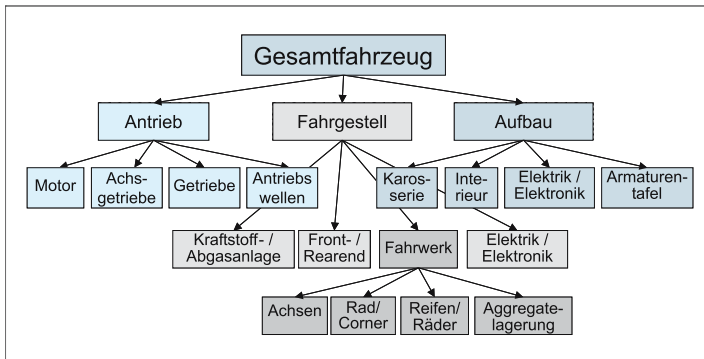 Gesamtfahrzeug
Antrieb
Fahrgestell
Aufbau
Motor
Achs-
getriebe
Getriebe
Antriebs
wellen
Karos-
serie
Inte-
rieur
Elektrik /
Elektronik
Armaturen-
tafel
Kraftstoff- /
Abgasanlage
Front- /
Rearend
Fahrwerk
Elektrik /
Elektronik
Achsen
Rad/
Corner
Reifen/
Räder
Aggregate-
lagerung